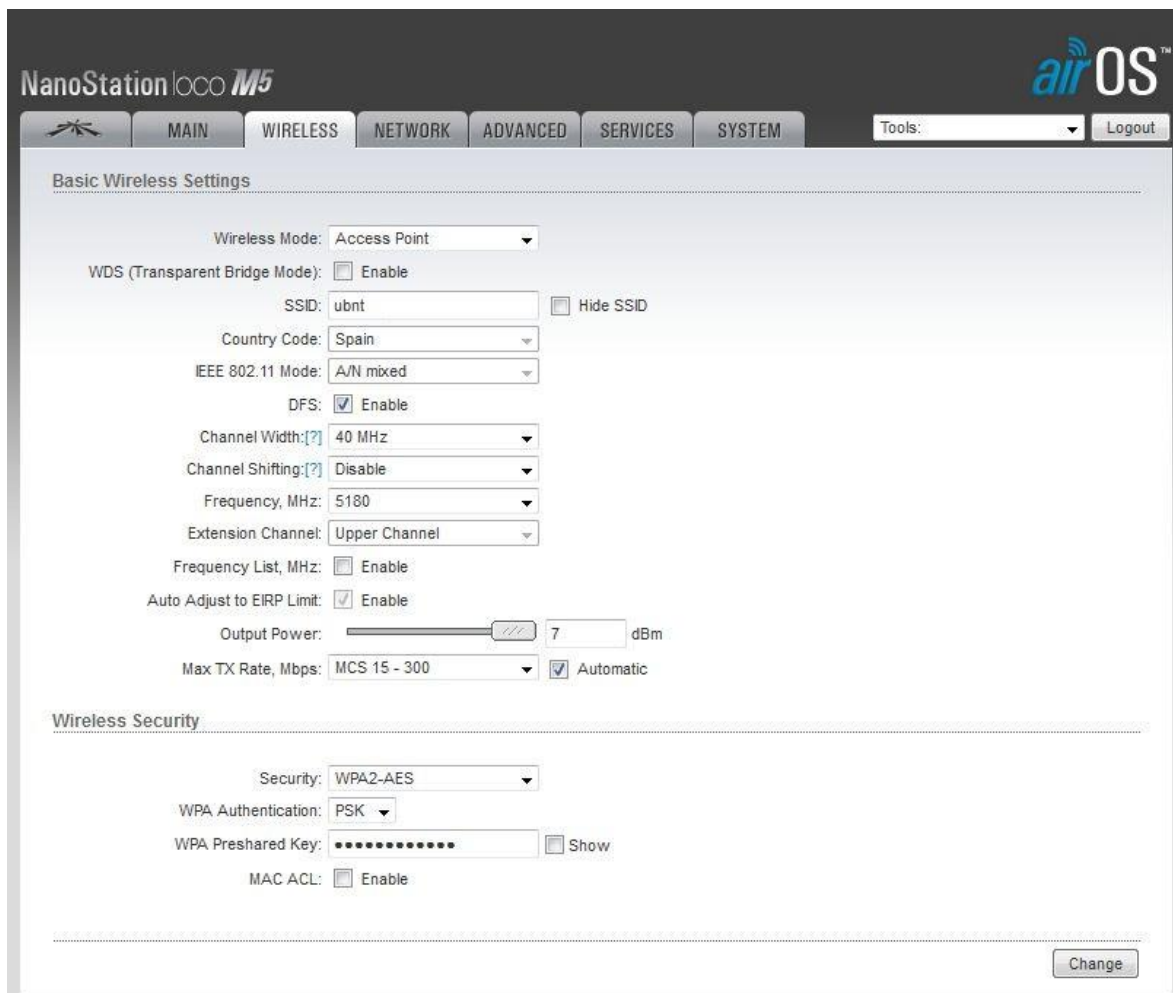 NanoStation loco M5
airOS™
MAIN WIRELESS NETWORK ADVANCED SERVICES SYSTEM Tools: Logout
Basic Wireless Settings
Wireless Mode: Access Point
WDS (Transparent Bridge Mode): Enable
SSID: ubnt Hide SSID
Country Code: Spain
IEEE 802.11 Mode: A/N mixed
DFS: Enable
Channel Width:[?] 40 MHz
Channel Shifting:[?] Disable
Frequency, MHz: 5180
Extension Channel: Upper Channel
Frequency List, MHz: Enable
Auto Adjust to EIRP Limit: Enable
Output Power: 7 dBm
Max TX Rate, Mbps: MCS 15 - 300 Automatic
Wireless Security
Security: WPA2-AES
WPA Authentication: PSK
WPA Preshared Key: •••••••••••• Show
MAC ACL: Enable
Change